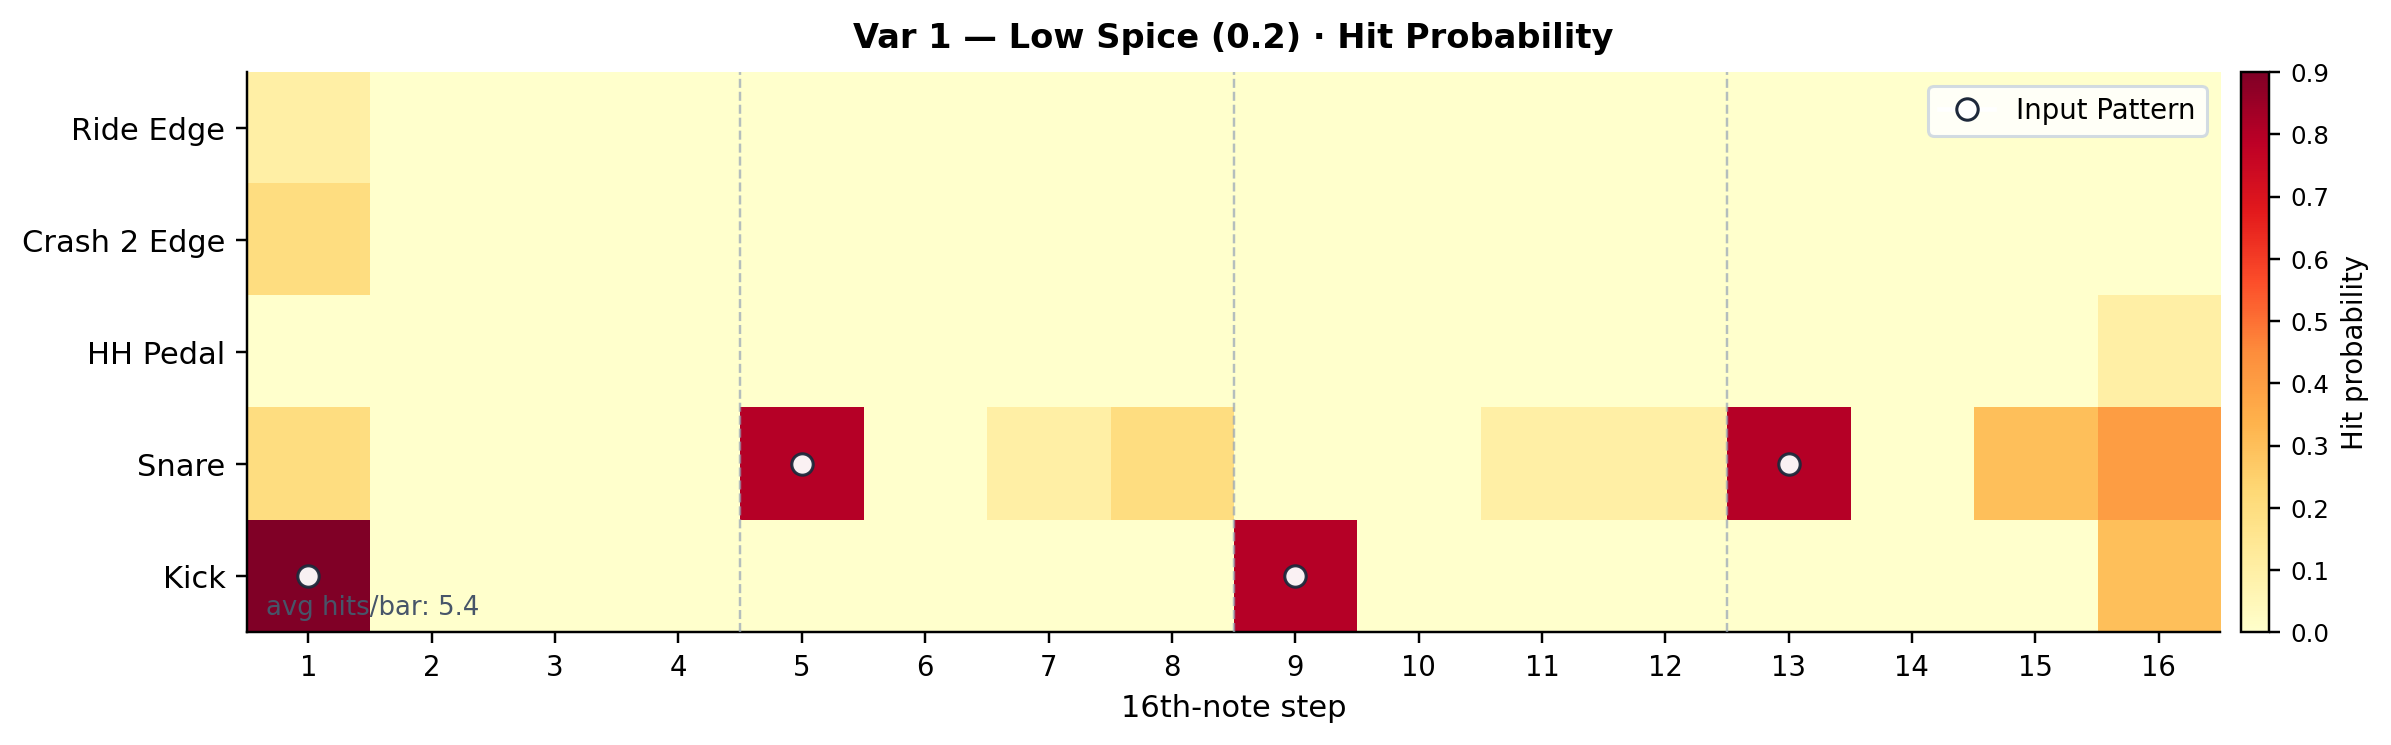 Var 1 — Low Spice (0.2) · Hit Probability
Ride Edge
Crash 2 Edge
HH Pedal
Snare
Kick
Input Pattern
avg hits/bar: 5.4
1 2 3 4 5 6 7 8 9 10 11 12 13 14 15 16
16th-note step
0.9
0.8
0.7
0.6
0.5
0.4
0.3
0.2
0.1
0.0
Hit probability